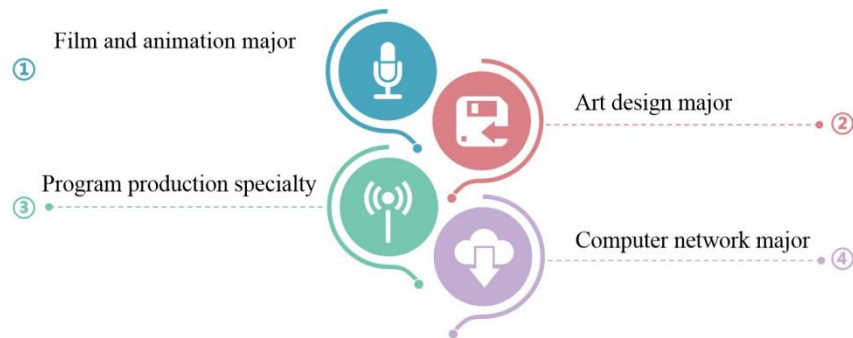 Film and animation major
①
Art design major
②
Program production specialty
③
Computer network major
④